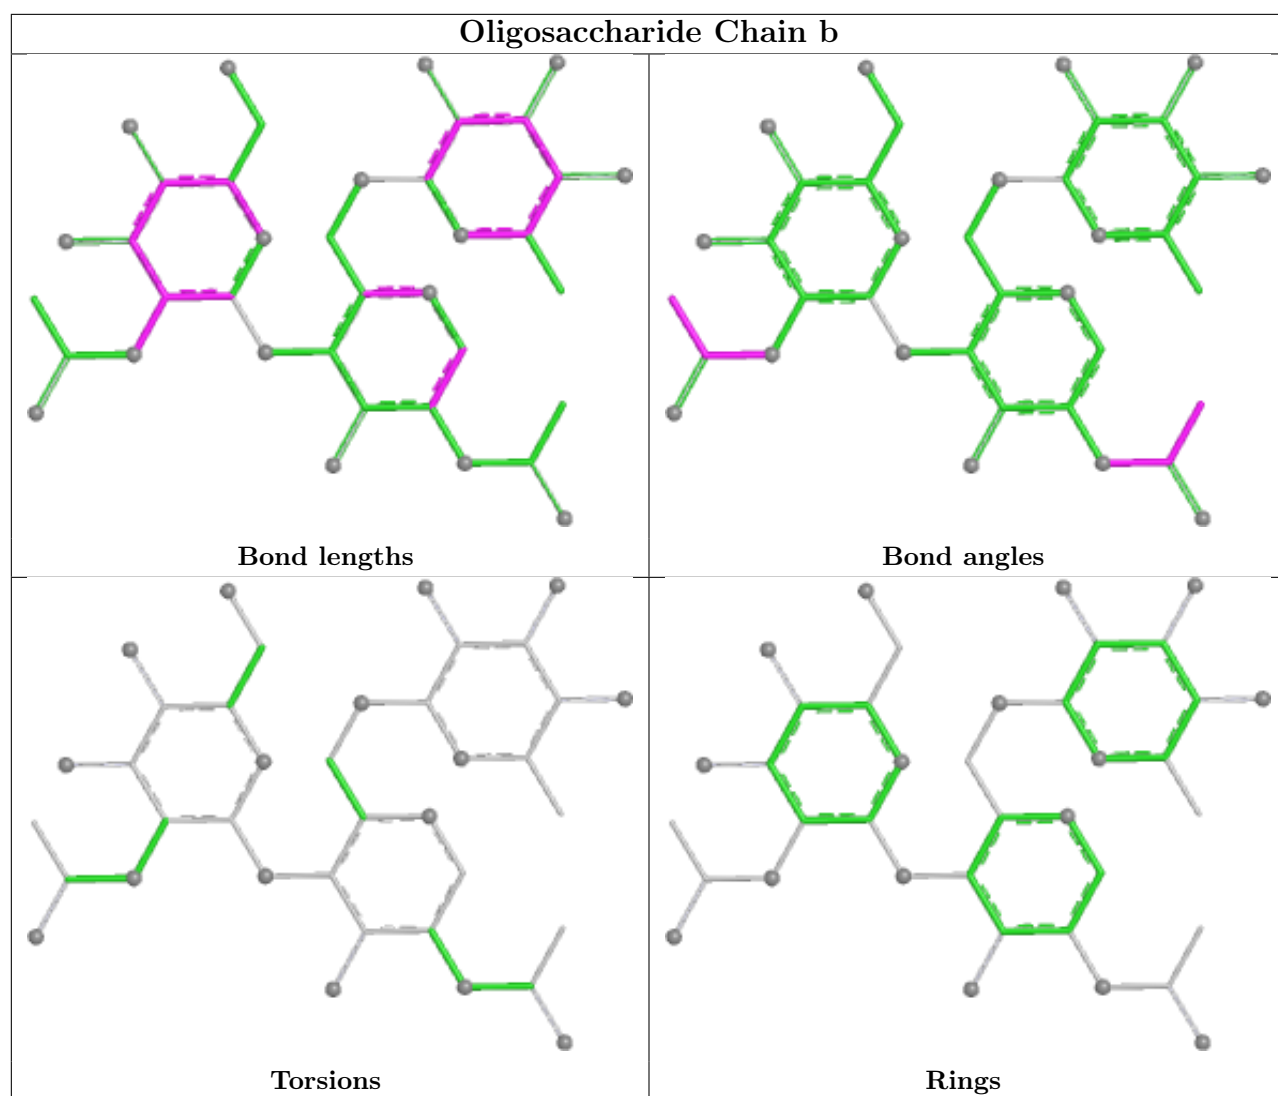 Oligosaccharide Chain b
Bond lengths
Bond angles
Torsions
Rings